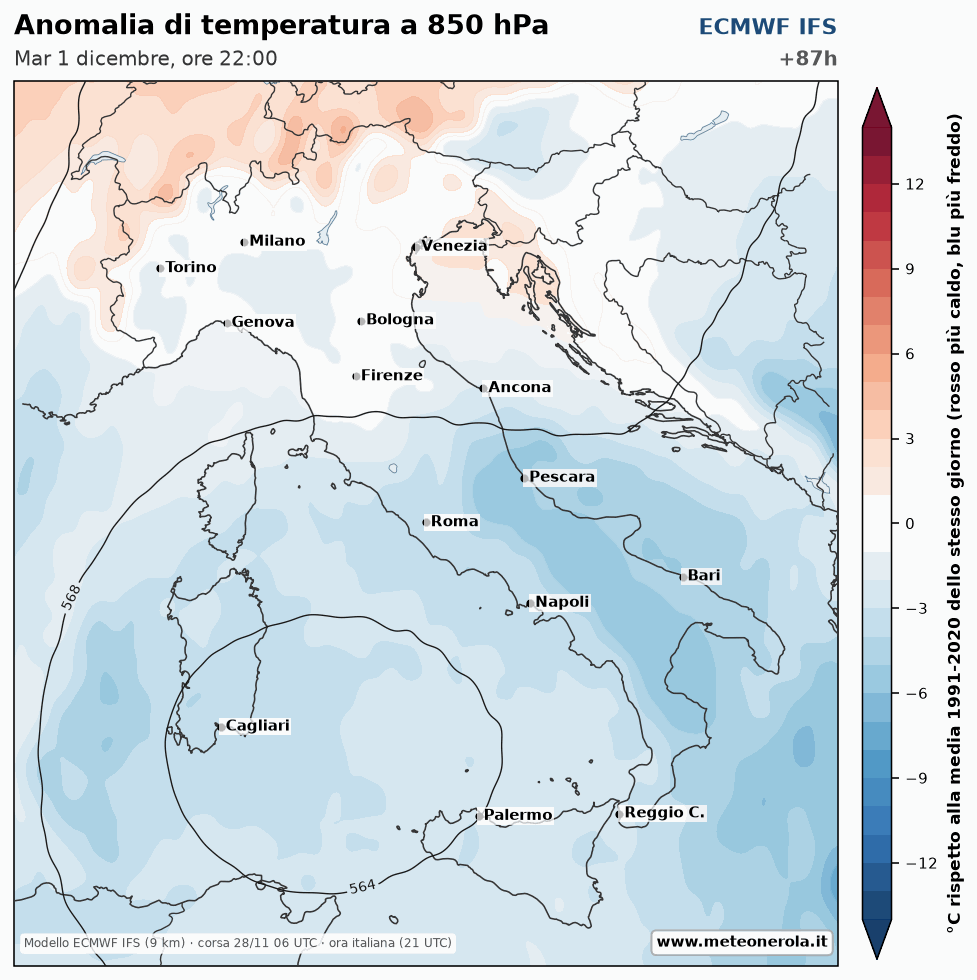 Anomalia di temperatura a 850 hPa
ECMWF IFS
Mar 1 dicembre, ore 22:00
+87h
Milano
Venezia
Torino
Genova
Bologna
Firenze
Ancona
Pescara
Roma
Bari
Napoli
568
Cagliari
Palermo
Reggio C.
564
Modello ECMWF IFS (9 km) · corsa 28/11 06 UTC · ora italiana (21 UTC)
www.meteonerola.it
12
9
6
3
0
−3
−6
−9
−12
°C rispetto alla media 1991-2020 dello stesso giorno (rosso più caldo, blu più freddo)